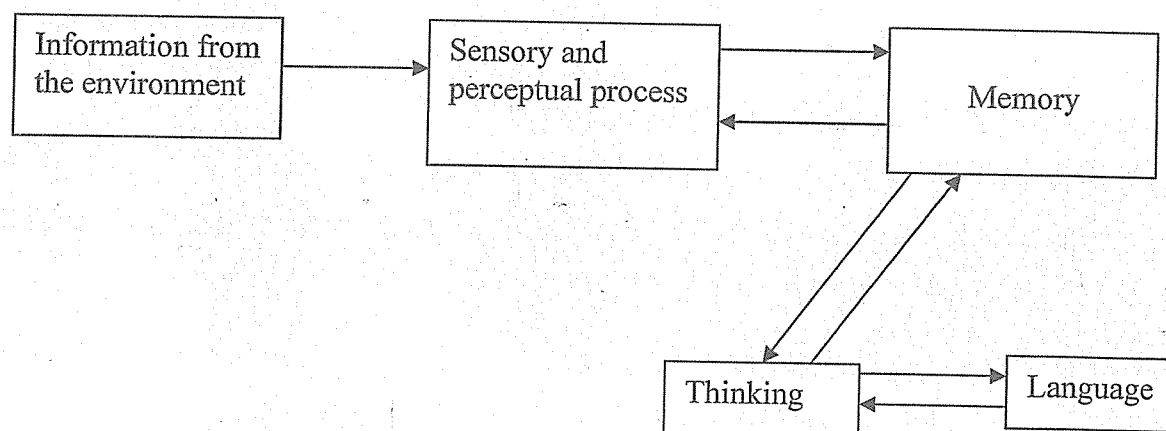 Information from
the environment
Sensory and
perceptual process
Memory
Thinking
Language